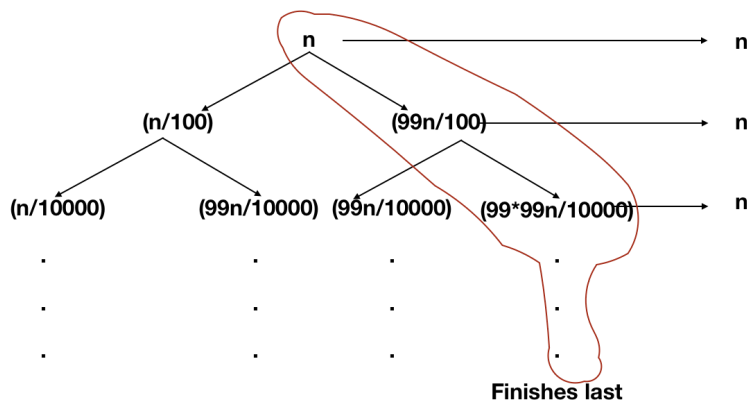 n n
(n/100) (99n/100) n
(n/10000) (99n/10000) (99n/10000) (99*99n/10000) n
Finishes last